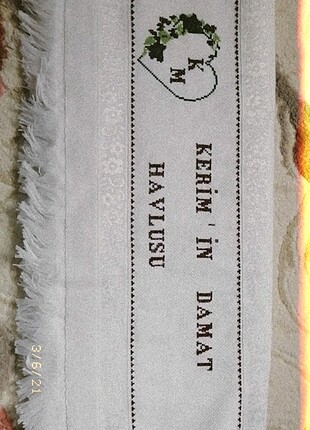 K
M
KERİM'İN DAMAT
HAVLUSU
3/6/21